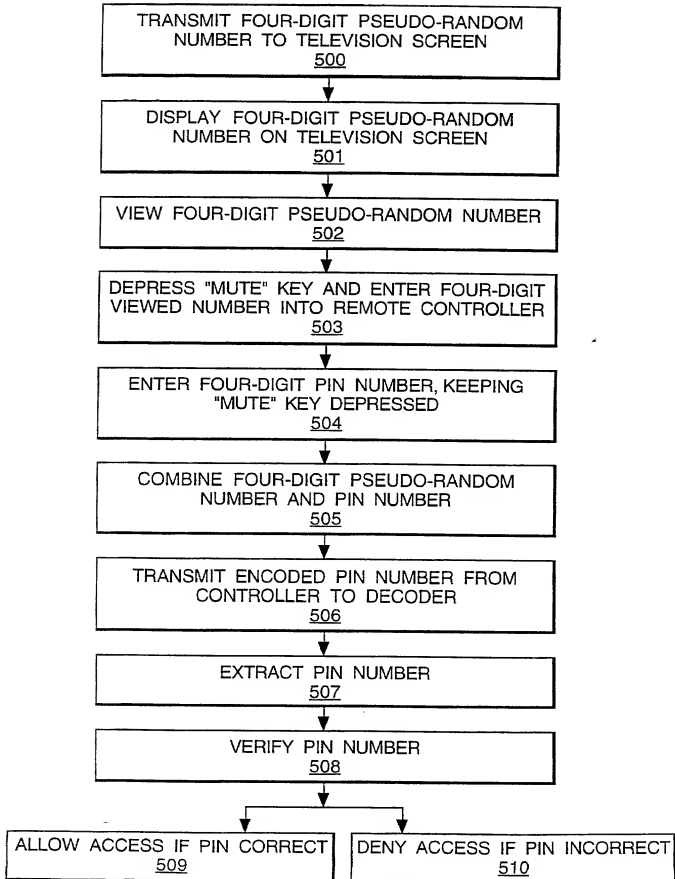 TRANSMIT FOUR-DIGIT PSEUDO-RANDOM
NUMBER TO TELEVISION SCREEN
500
DISPLAY FOUR-DIGIT PSEUDO-RANDOM
NUMBER ON TELEVISION SCREEN
501
VIEW FOUR-DIGIT PSEUDO-RANDOM NUMBER
502
DEPRESS "MUTE" KEY AND ENTER FOUR-DIGIT
VIEWED NUMBER INTO REMOTE CONTROLLER
503
ENTER FOUR-DIGIT PIN NUMBER, KEEPING
"MUTE" KEY DEPRESSED
504
COMBINE FOUR-DIGIT PSEUDO-RANDOM
NUMBER AND PIN NUMBER
505
TRANSMIT ENCODED PIN NUMBER FROM
CONTROLLER TO DECODER
506
EXTRACT PIN NUMBER
507
VERIFY PIN NUMBER
508
ALLOW ACCESS IF PIN CORRECT
509
DENY ACCESS IF PIN INCORRECT
510